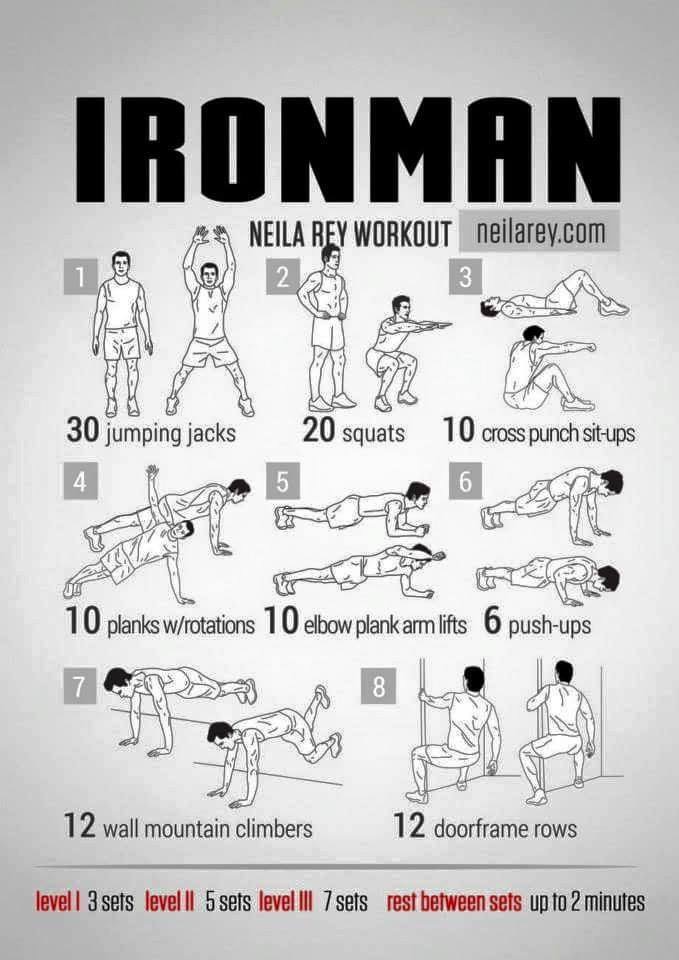 IRONMAN
NEILA REY WORKOUT neilarey.com
1 2 3
30 jumping jacks 20 squats 10 cross punch sit-ups
4 5 6
10 planks w/rotations 10 elbow plank arm lifts 6 push-ups
7 8
12 wall mountain climbers 12 doorframe rows
level I 3 sets level II 5 sets level III 7 sets rest between sets up to 2 minutes